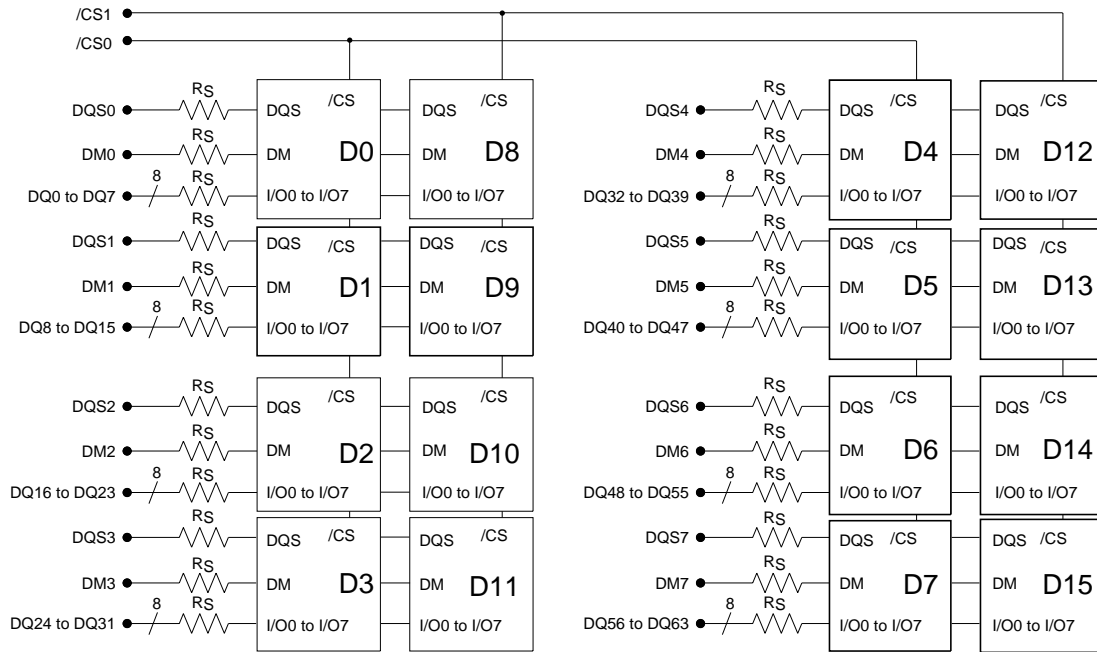 /CS1
/CS0
RS
DQS0
DQS /CS
DQS /CS
RS
DM0
DM D0
DM D8
8 RS
DQ0 to DQ7
I/O0 to I/O7
I/O0 to I/O7
RS
DQS1
DQS /CS
DQS /CS
RS
DM1
DM D1
DM D9
8 RS
DQ8 to DQ15
I/O0 to I/O7
I/O0 to I/O7
RS
DQS2
DQS /CS
DQS /CS
RS
DM2
DM D2
DM D10
8 RS
DQ16 to DQ23
I/O0 to I/O7
I/O0 to I/O7
RS
DQS3
DQS /CS
DQS /CS
RS
DM3
DM D3
DM D11
8 RS
DQ24 to DQ31
I/O0 to I/O7
I/O0 to I/O7
RS
DQS4
DQS /CS
DQS /CS
RS
DM4
DM D4
DM D12
8 RS
DQ32 to DQ39
I/O0 to I/O7
I/O0 to I/O7
RS
DQS5
DQS /CS
DQS /CS
RS
DM5
DM D5
DM D13
8 RS
DQ40 to DQ47
I/O0 to I/O7
I/O0 to I/O7
RS
DQS6
DQS /CS
DQS /CS
RS
DM6
DM D6
DM D14
8 RS
DQ48 to DQ55
I/O0 to I/O7
I/O0 to I/O7
RS
DQS7
DQS /CS
DQS /CS
RS
DM7
DM D7
DM D15
8 RS
DQ56 to DQ63
I/O0 to I/O7
I/O0 to I/O7